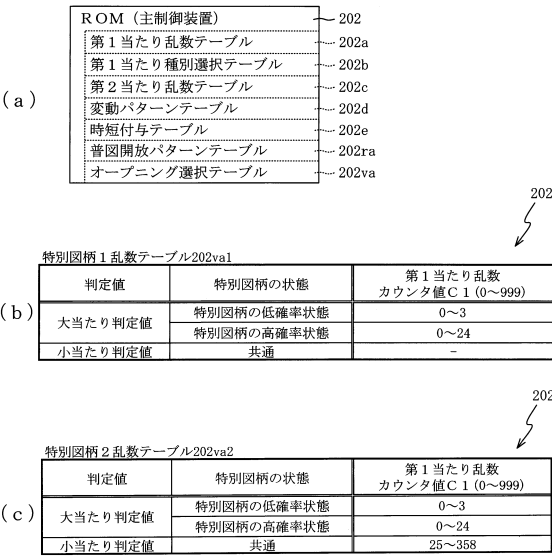 (a)
ROM（主制御装置） 202
第１当たり乱数テーブル 202a
第１当たり種別選択テーブル 202b
第２当たり乱数テーブル 202c
変動パターンテーブル 202d
時短付与テーブル 202e
普図開放パターンテーブル 202ra
オープニング選択テーブル 202va
202
(b)
特別図柄１乱数テーブル202va1
判定値 特別図柄の状態 第１当たり乱数
カウンタ値Ｃ１(0～999)
大当たり判定値 特別図柄の低確率状態 0～3
特別図柄の高確率状態 0～24
小当たり判定値 共通 -
202
(c)
特別図柄２乱数テーブル202va2
判定値 特別図柄の状態 第１当たり乱数
カウンタ値Ｃ１(0～999)
大当たり判定値 特別図柄の低確率状態 0～3
特別図柄の高確率状態 0～24
小当たり判定値 共通 25～358